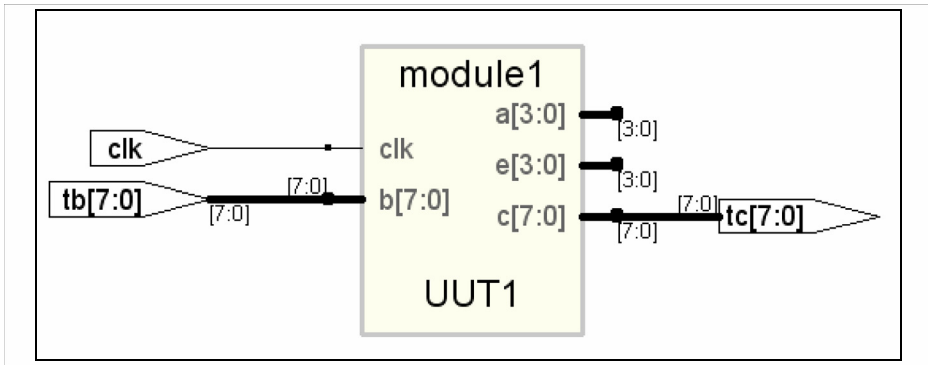 module1
a[3:0]
[3:0]
clk
clk
e[3:0]
[3:0]
tb[7:0]
[7:0]
[7:0]
b[7:0]
c[7:0]
[7:0]
[7:0]
tc[7:0]
UUT1